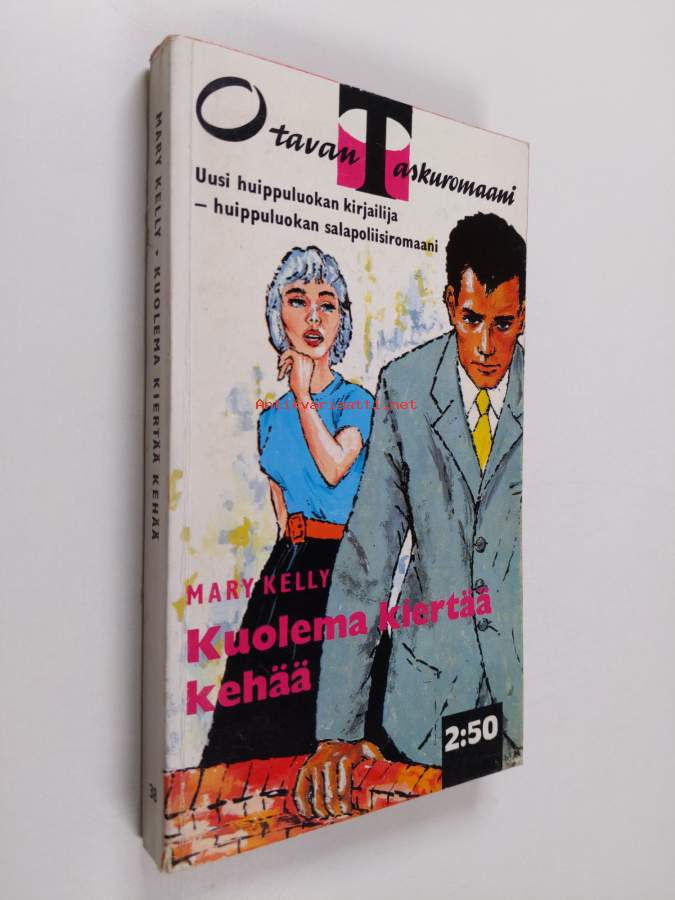 Otavan Taskuromaani
Uusi huippuluokan kirjailija
– huippuluokan salapoliisiromaani
MARY KELLY
Kuolema kiertää
kehää
2:50
MARY KELLY • KUOLEMA KIERTÄÄ KEHÄÄ
Antikvariaatti.net